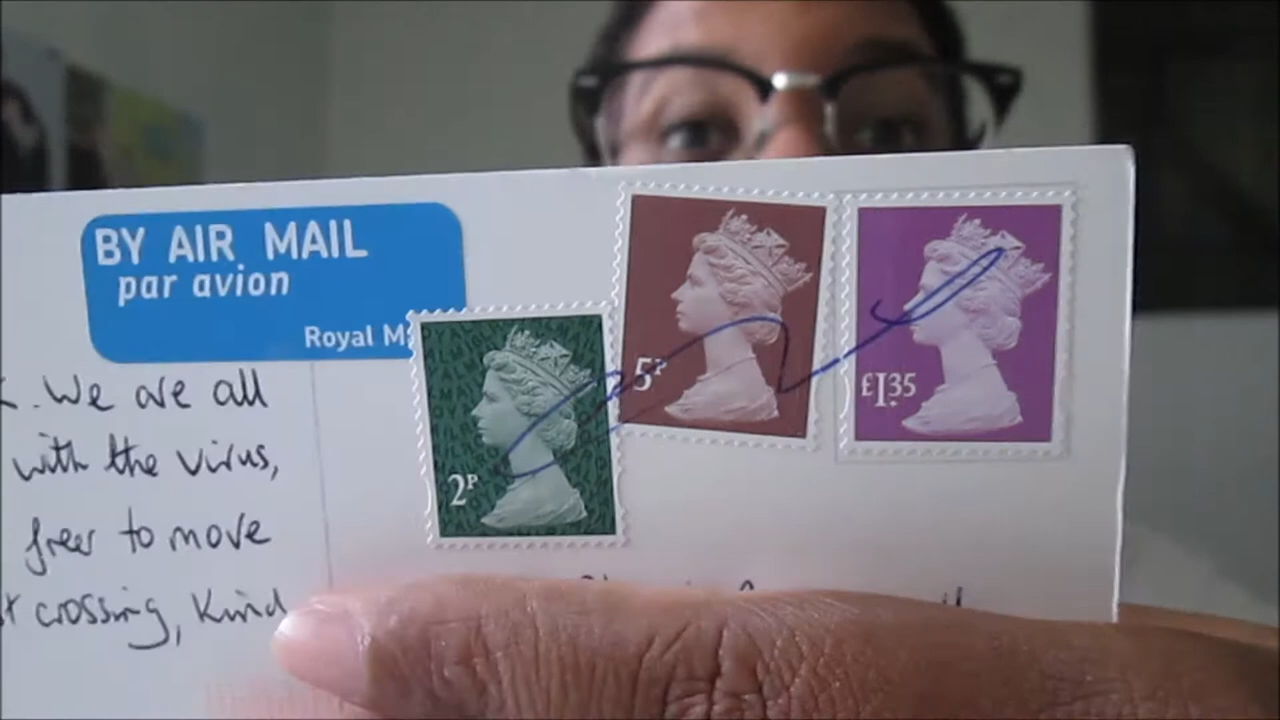 BY AIR MAIL
par avion
Royal M
2P
5P
£1.35
. We are all
with the virus,
freer to move
crossing, Kind